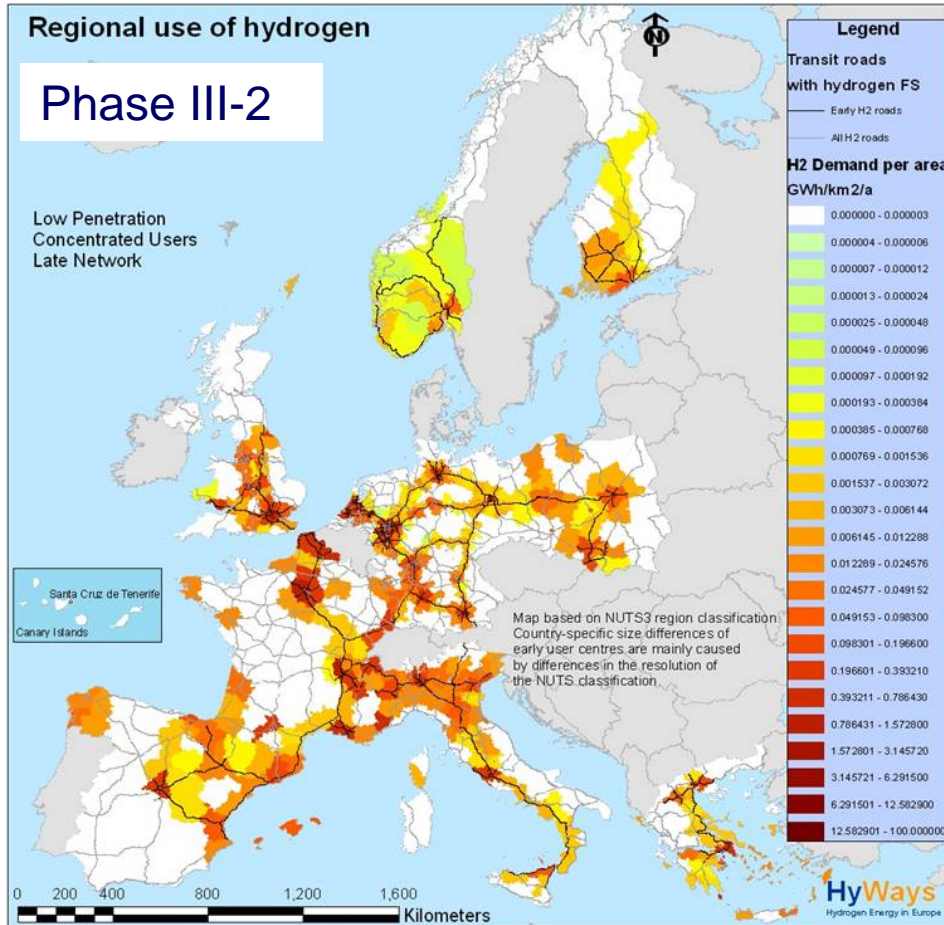 Regional use of hydrogen
Phase III-2
Low Penetration
Concentrated Users
Late Network
N
Santa Cruz de Tenerife
Canary Islands
Map based on NUTS3 region classification
Country-specific size differences of
early user centres are mainly caused
by differences in the resolution of
the NUTS classification
0 200 400 800 1,200 1,600
Kilometers
Legend
Transit roads
with hydrogen FS
Early H2 roads
All H2 roads
H2 Demand per area
GWh/km2/a
0.000000 - 0.000003
0.000004 - 0.000006
0.000007 - 0.000012
0.000013 - 0.000024
0.000025 - 0.000048
0.000049 - 0.000096
0.000097 - 0.000192
0.000193 - 0.000384
0.000385 - 0.000768
0.000769 - 0.001536
0.001537 - 0.003072
0.003073 - 0.006144
0.006145 - 0.012288
0.012289 - 0.024576
0.024577 - 0.049152
0.049153 - 0.098300
0.098301 - 0.196600
0.196601 - 0.393210
0.393211 - 0.786430
0.786431 - 1.572800
1.572801 - 3.145720
3.145721 - 6.291500
6.291501 - 12.582900
12.582901 - 100.000000
HyWays
Hydrogen Energy in Europe